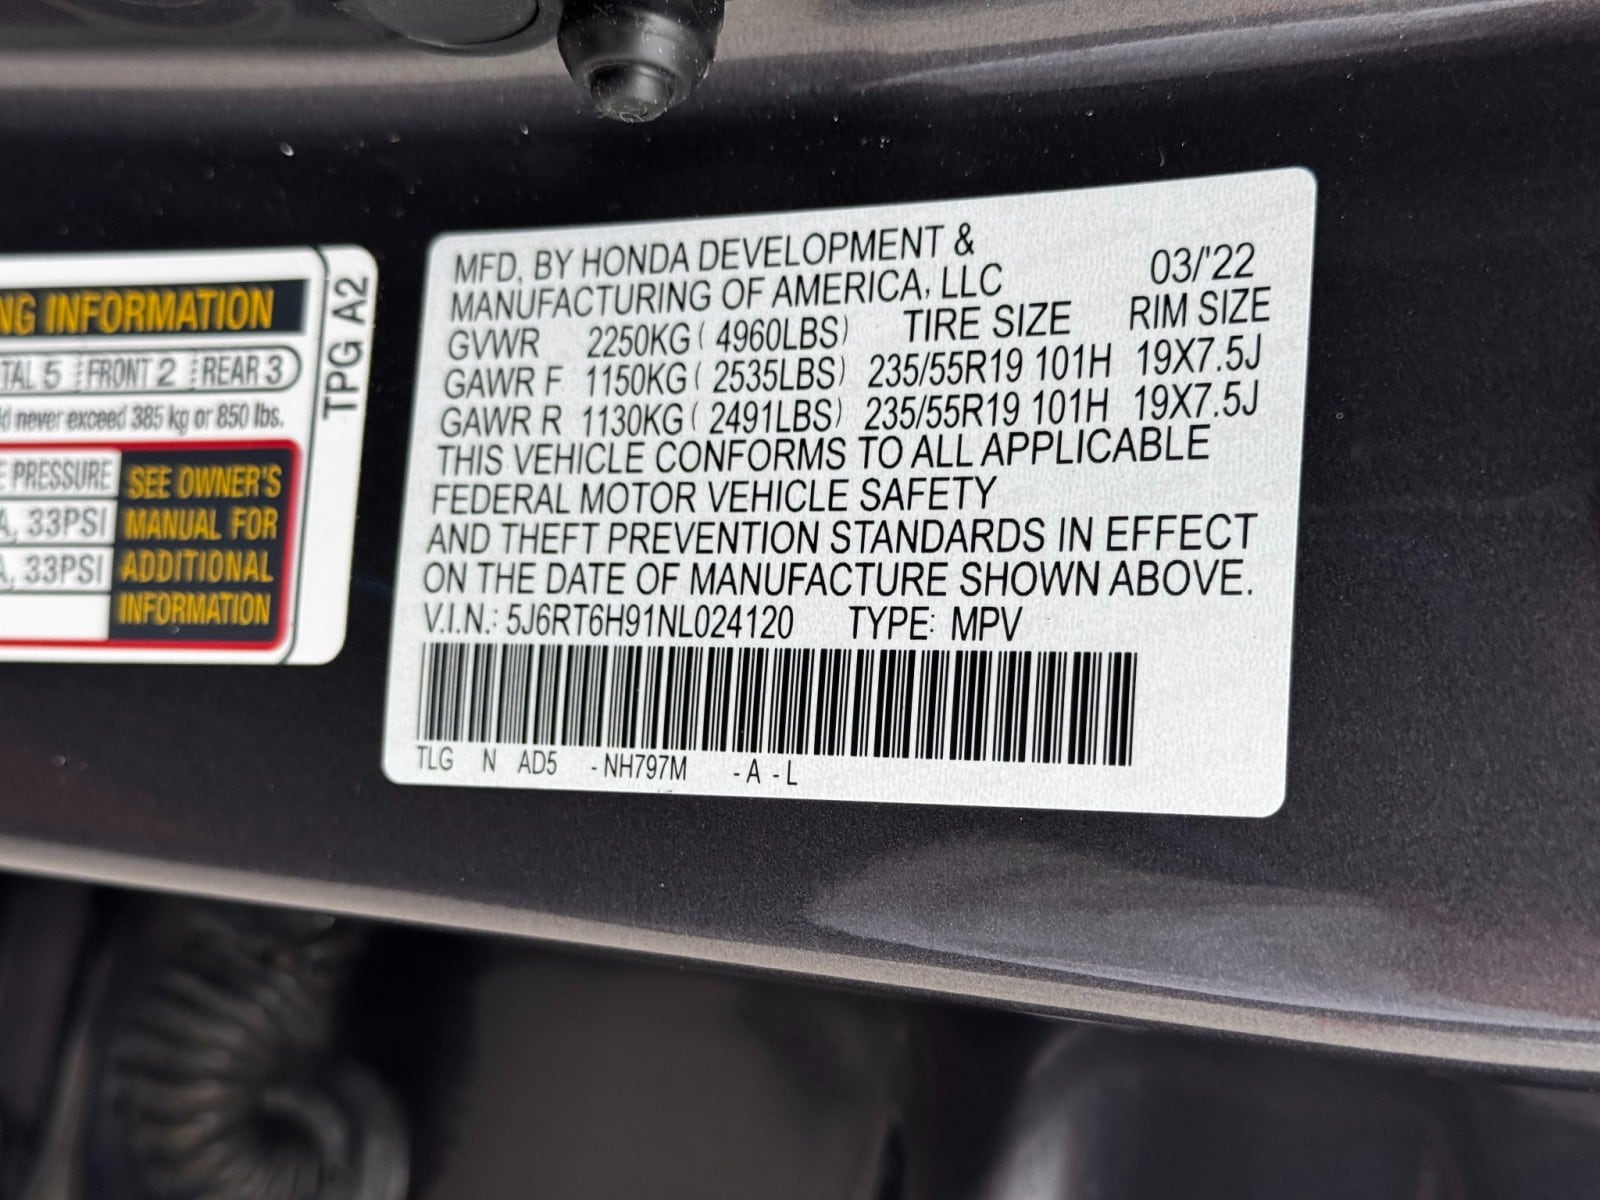 NG INFORMATION
TAL 5 FRONT 2 REAR 3
never exceed 385 kg or 850 lbs.
PRESSURE
33PSI
33PSI
SEE OWNER'S
MANUAL FOR
ADDITIONAL
INFORMATION
TPG A2
MFD. BY HONDA DEVELOPMENT &
MANUFACTURING OF AMERICA, LLC 03/'22
GVWR 2250KG ( 4960LBS) TIRE SIZE RIM SIZE
GAWR F 1150KG ( 2535LBS) 235/55R19 101H 19X7.5J
GAWR R 1130KG ( 2491LBS) 235/55R19 101H 19X7.5J
THIS VEHICLE CONFORMS TO ALL APPLICABLE
FEDERAL MOTOR VEHICLE SAFETY
AND THEFT PREVENTION STANDARDS IN EFFECT
ON THE DATE OF MANUFACTURE SHOWN ABOVE.
V.I.N.: 5J6RT6H91NL024120 TYPE: MPV
TLG N AD5 - NH797M - A - L